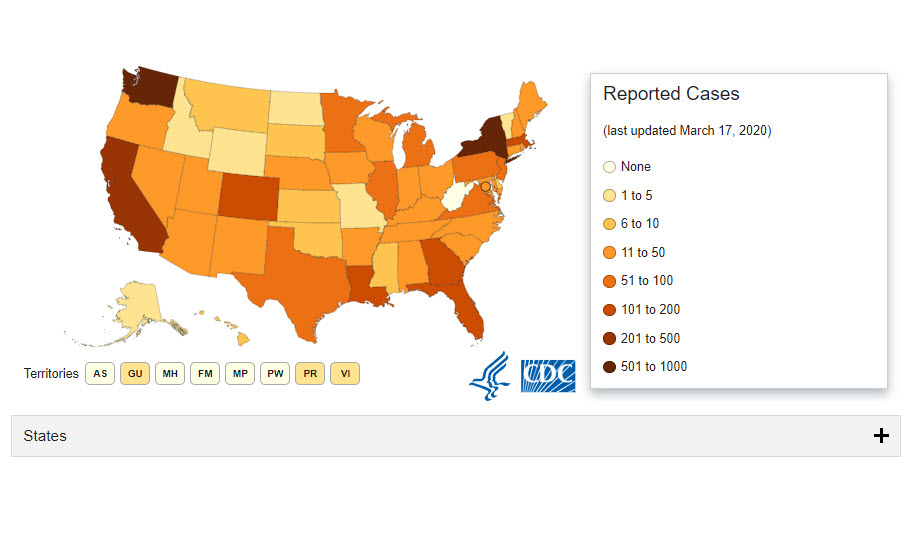 Reported Cases
(last updated March 17, 2020)
None
1 to 5
6 to 10
11 to 50
51 to 100
101 to 200
201 to 500
501 to 1000
Territories AS GU MH FM MP PW PR VI
CDC
States